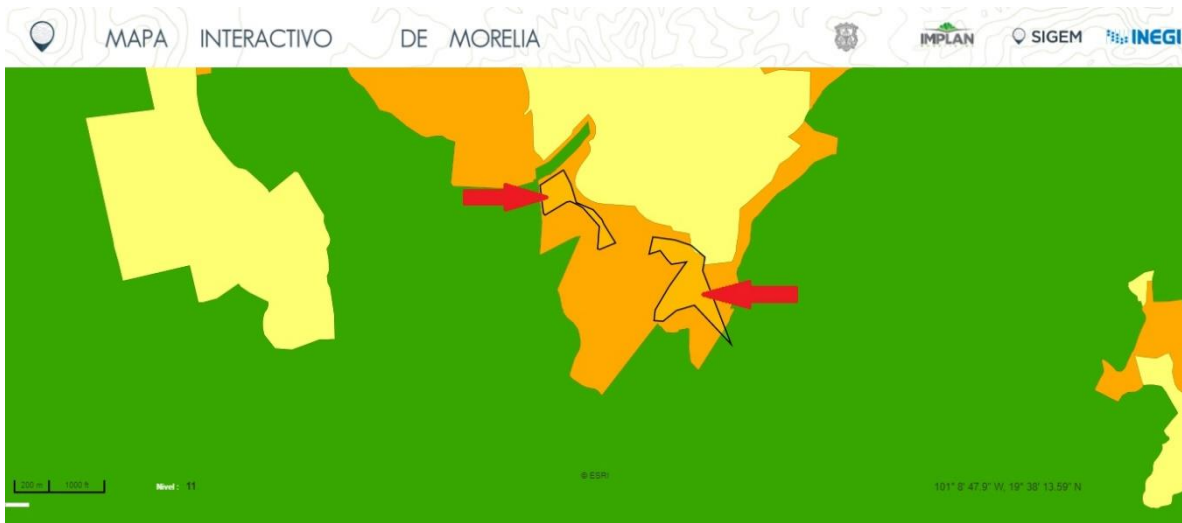 MAPA INTERACTIVO DE MORELIA
IMPLAN
SIGEM
INEGI
200 m
1000 ft
Nivel : 11
© ESRI
101° 8' 47.9" W, 19° 38' 13.59" N